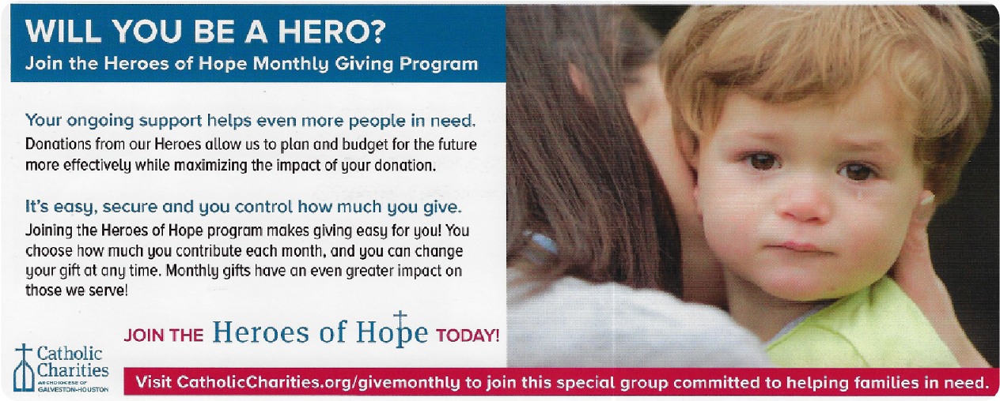 WILL YOU BE A HERO?
Join the Heroes of Hope Monthly Giving Program
Your ongoing support helps even more people in need.
Donations from our Heroes allow us to plan and budget for the future
more effectively while maximizing the impact of your donation.
It's easy, secure and you control how much you give.
Joining the Heroes of Hope program makes giving easy for you! You
choose how much you contribute each month, and you can change
your gift at any time. Monthly gifts have an even greater impact on
those we serve!
JOIN THE Heroes of Hope TODAY!
Catholic
Charities
ARCHDIOCESE OF
GALVESTON-HOUSTON
Visit CatholicCharities.org/givemonthly to join this special group committed to helping families in need.